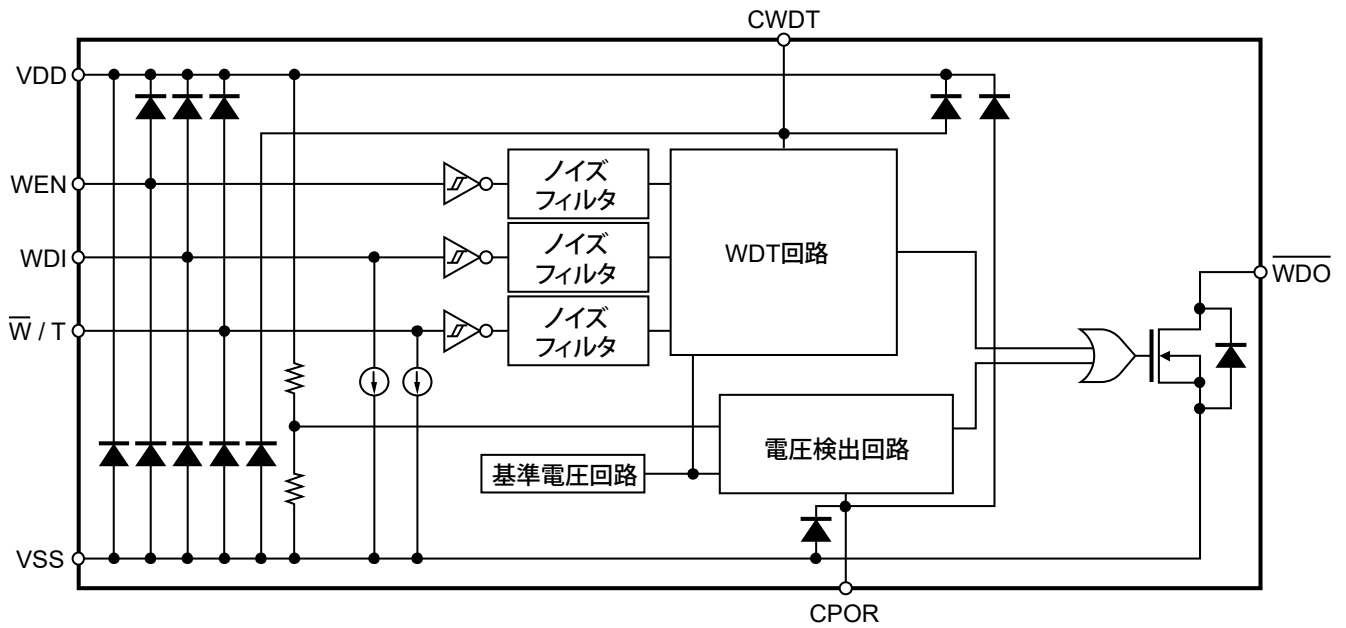 CWDT
VDD
WEN
ノイズ
フィルタ
WDI
ノイズ
フィルタ
WDT回路
W / T
ノイズ
フィルタ
WDO
電圧検出回路
基準電圧回路
VSS
CPOR